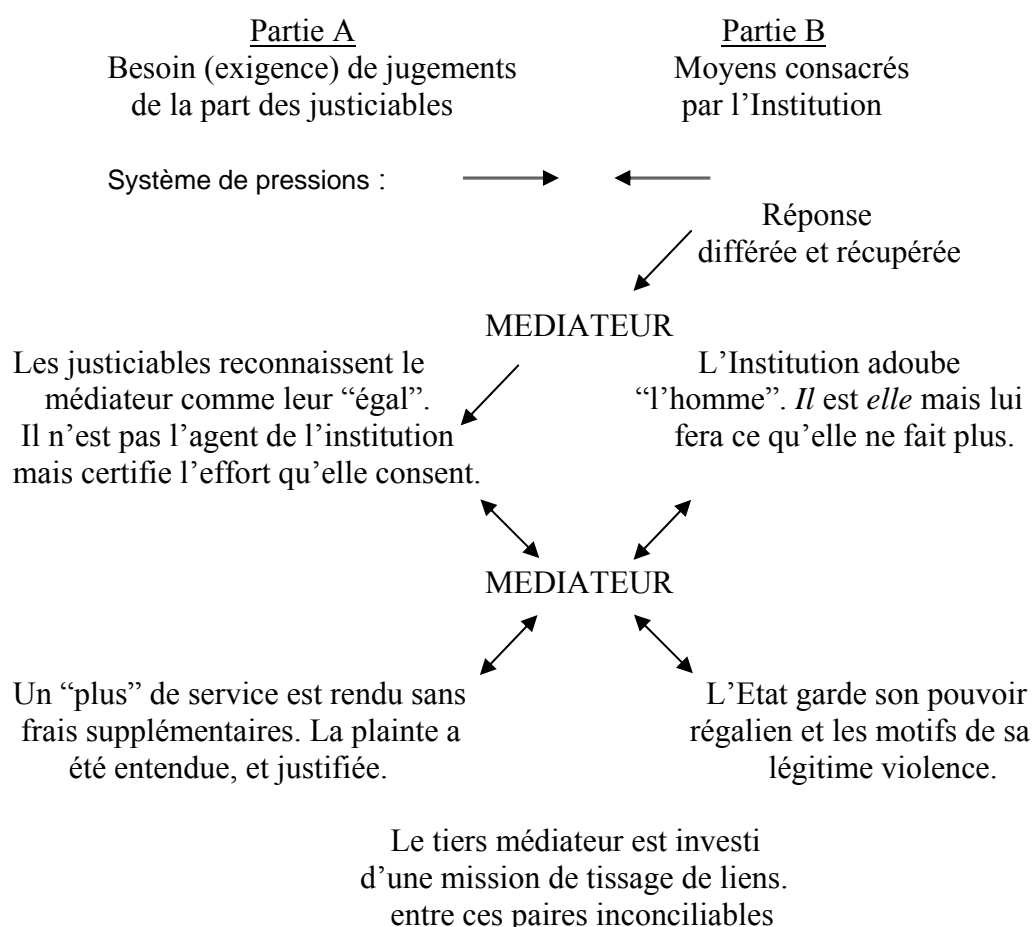 Partie A
Besoin (exigence) de jugements
de la part des justiciables
Partie B
Moyens consacrés
par l’Institution
Système de pressions :
Réponse
différée et récupérée
MEDIATEUR
Les justiciables reconnaissent le
médiateur comme leur “égal”.
Il n’est pas l’agent de l’institution
mais certifie l’effort qu’elle consent.
L’Institution adoube
“l’homme”. Il est elle mais lui
fera ce qu’elle ne fait plus.
MEDIATEUR
Un “plus” de service est rendu sans
frais supplémentaires. La plainte a
été entendue, et justifiée.
L’Etat garde son pouvoir
régalien et les motifs de sa
légitime violence.
Le tiers médiateur est investi
d’une mission de tissage de liens.
entre ces paires inconciliables